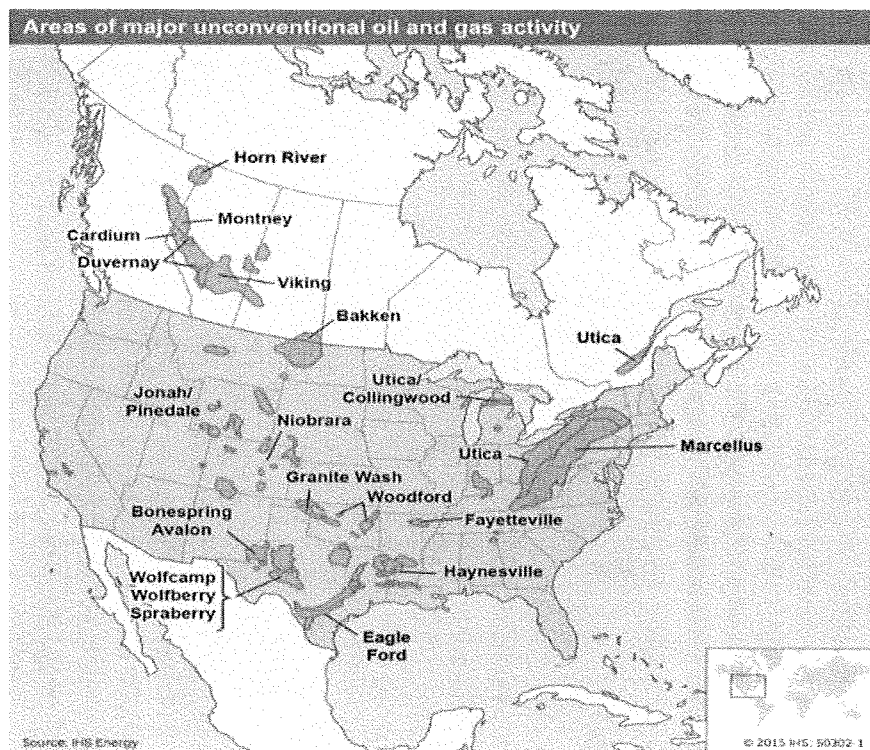 Areas of major unconventional oil and gas activity
Horn River
Montney
Cardium
Duvernay
Viking
Bakken
Utica
Utica/
Collingwood
Jonah/
Pinedale
Niobrara
Utica
Marcellus
Granite Wash
Woodford
Bonespring
Avalon
Fayetteville
Haynesville
Wolfcamp
Wolfberry
Spraberry
Eagle
Ford
Source: IHS Energy
© 2015 IHS: 50302-1